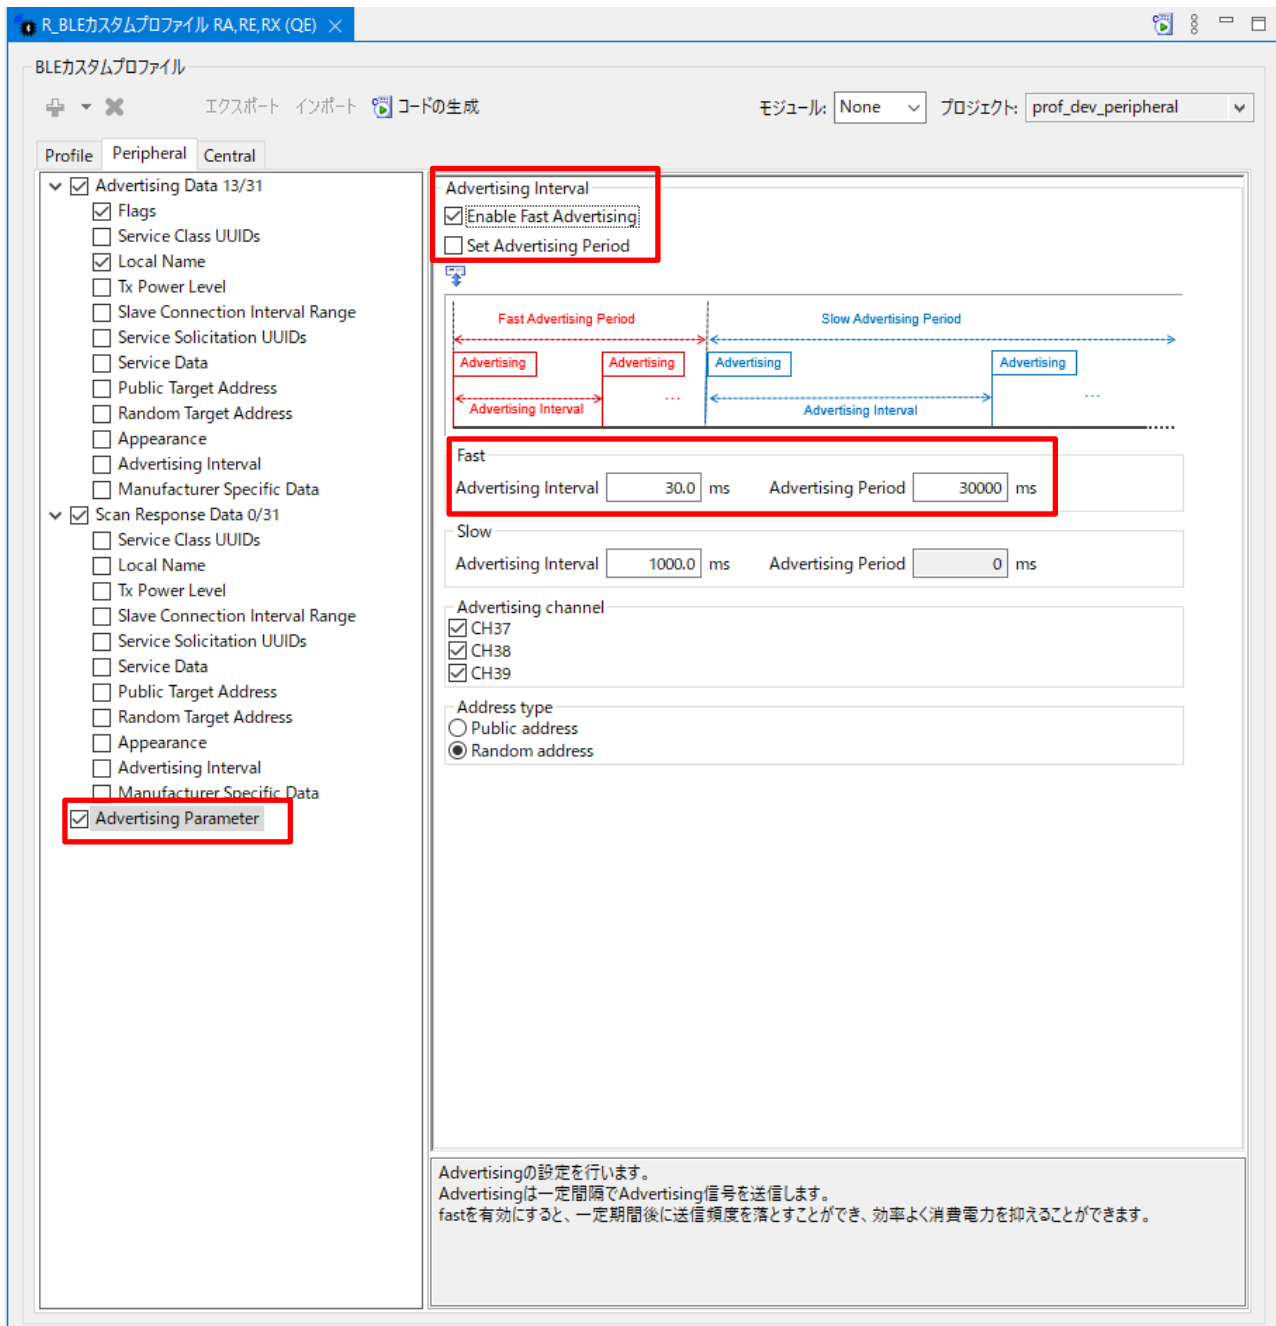 R_BLEカスタムプロファイル RA,RE,RX (QE)
BLEカスタムプロファイル
エクスポート インポート コードの生成 モジュール: None プロジェクト: prof_dev_peripheral
Profile Peripheral Central
Advertising Data 13/31
Flags
Service Class UUIDs
Local Name
Tx Power Level
Slave Connection Interval Range
Service Solicitation UUIDs
Service Data
Public Target Address
Random Target Address
Appearance
Advertising Interval
Manufacturer Specific Data
Scan Response Data 0/31
Service Class UUIDs
Local Name
Tx Power Level
Slave Connection Interval Range
Service Solicitation UUIDs
Service Data
Public Target Address
Random Target Address
Appearance
Advertising Interval
Manufacturer Specific Data
Advertising Parameter
Advertising Interval
Enable Fast Advertising
Set Advertising Period
Fast Advertising Period Slow Advertising Period
Advertising Advertising Advertising Advertising
Advertising Interval ... Advertising Interval ...
Fast
Advertising Interval 30.0 ms Advertising Period 30000 ms
Slow
Advertising Interval 1000.0 ms Advertising Period 0 ms
Advertising channel
CH37
CH38
CH39
Address type
Public address
Random address
Advertisingの設定を行います。
Advertisingは一定間隔でAdvertising信号を送信します。
fastを有効にすると、一定期間後に送信頻度を落とすことができ、効率よく消費電力を抑えることができます。